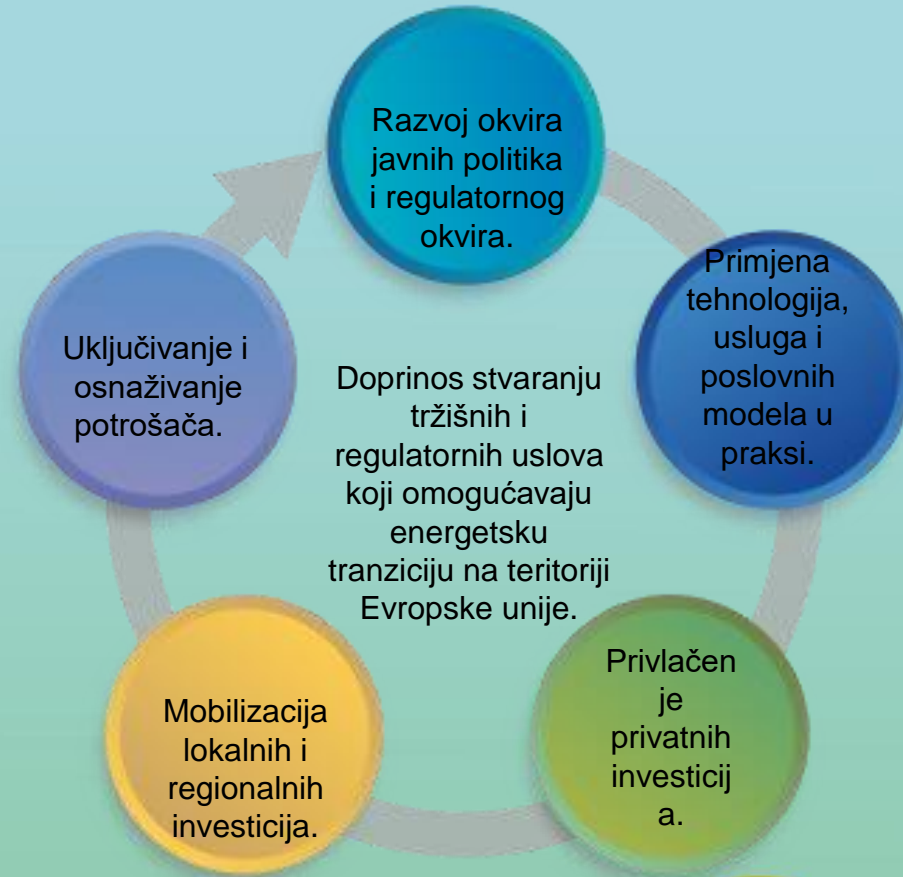 Razvoj okvira
javnih politika
i regulatornog
okvira.
Primjena
tehnologija,
usluga i
poslovnih
modela u
praksi.
Privlačen
je
privatnih
investicij
a.
Mobilizacija
lokalnih i
regionalnih
investicija.
Uključivanje i
osnaživanje
potrošača.
Doprinos stvaranju
tržišnih i
regulatornih uslova
koji omogućavaju
energetsku
tranziciju na teritoriji
Evropske unije.